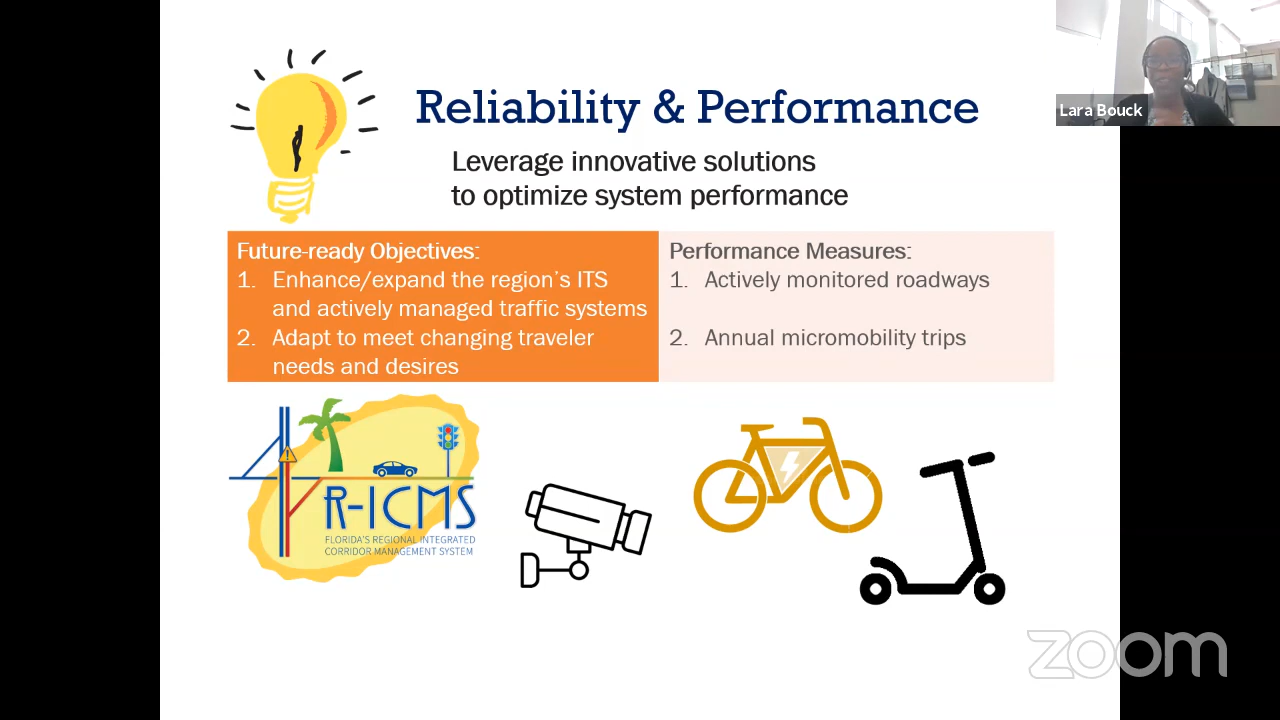 Reliability & Performance
Lara Bouck
Leverage innovative solutions
to optimize system performance
Future-ready Objectives:
1. Enhance/expand the region's ITS
and actively managed traffic systems
2. Adapt to meet changing traveler
needs and desires
Performance Measures:
1. Actively monitored roadways
2. Annual micromobility trips
R-ICMS
FLORIDA'S REGIONAL INTEGRATED
CORRIDOR MANAGEMENT SYSTEM
zoom